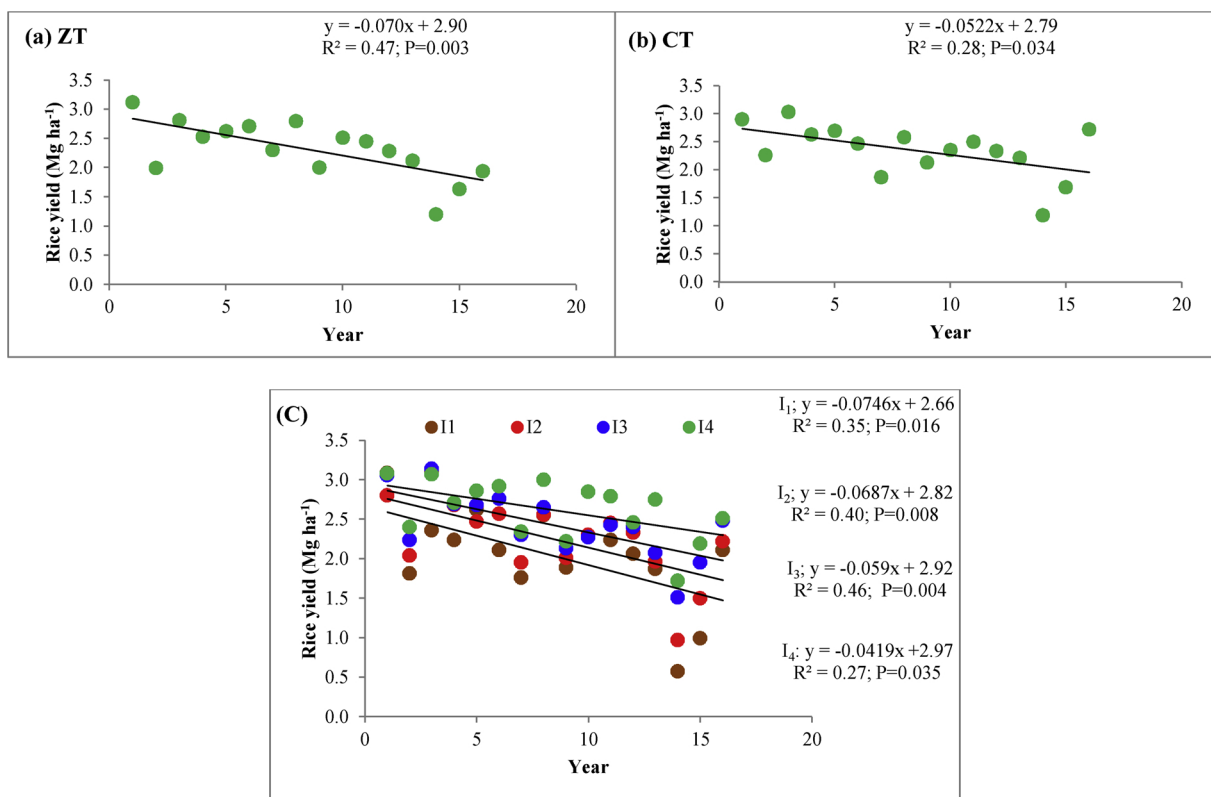 (a) ZT
y = -0.070x + 2.90
R² = 0.47; P=0.003
Rice yield (Mg ha⁻¹)
3.5
3.0
2.5
2.0
1.5
1.0
0.5
0.0
0 5 10 15 20
Year
(b) CT
y = -0.0522x + 2.79
R² = 0.28; P=0.034
Rice yield (Mg ha⁻¹)
3.5
3.0
2.5
2.0
1.5
1.0
0.5
0.0
0 5 10 15 20
Year
(C)
I1 I2 I3 I4
Rice yield (Mg ha⁻¹)
3.5
3.0
2.5
2.0
1.5
1.0
0.5
0.0
0 5 10 15 20
Year
I₁; y = -0.0746x + 2.66
R² = 0.35; P=0.016
I₂; y = -0.0687x + 2.82
R² = 0.40; P=0.008
I₃; y = -0.059x + 2.92
R² = 0.46; P=0.004
I₄: y = -0.0419x +2.97
R² = 0.27; P=0.035